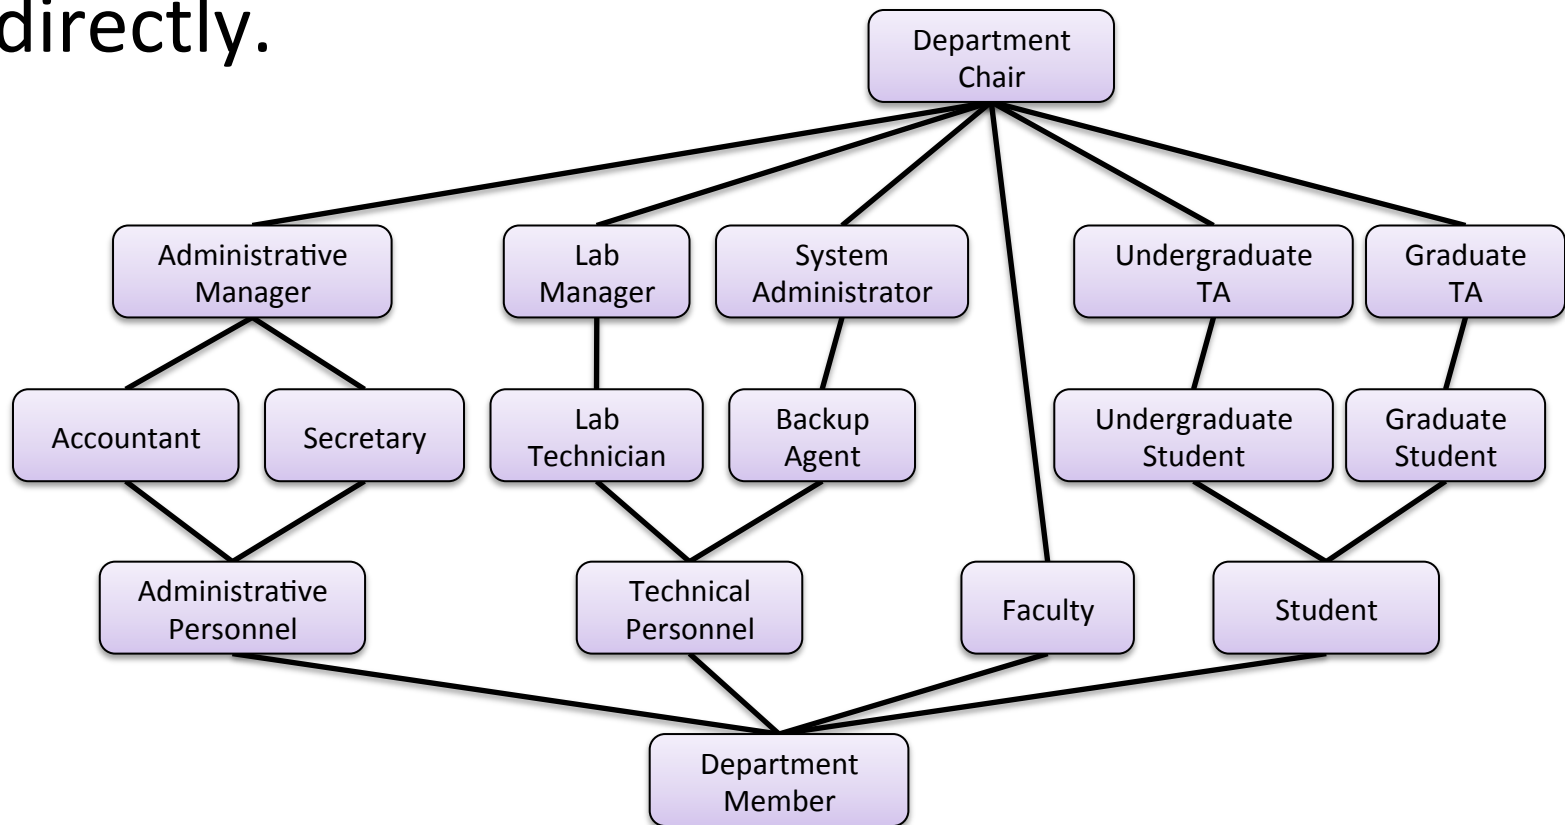 directly.
Department
Chair
Administrative
Manager
Lab
Manager
System
Administrator
Undergraduate
TA
Graduate
TA
Accountant
Secretary
Lab
Technician
Backup
Agent
Undergraduate
Student
Graduate
Student
Administrative
Personnel
Technical
Personnel
Faculty
Student
Department
Member